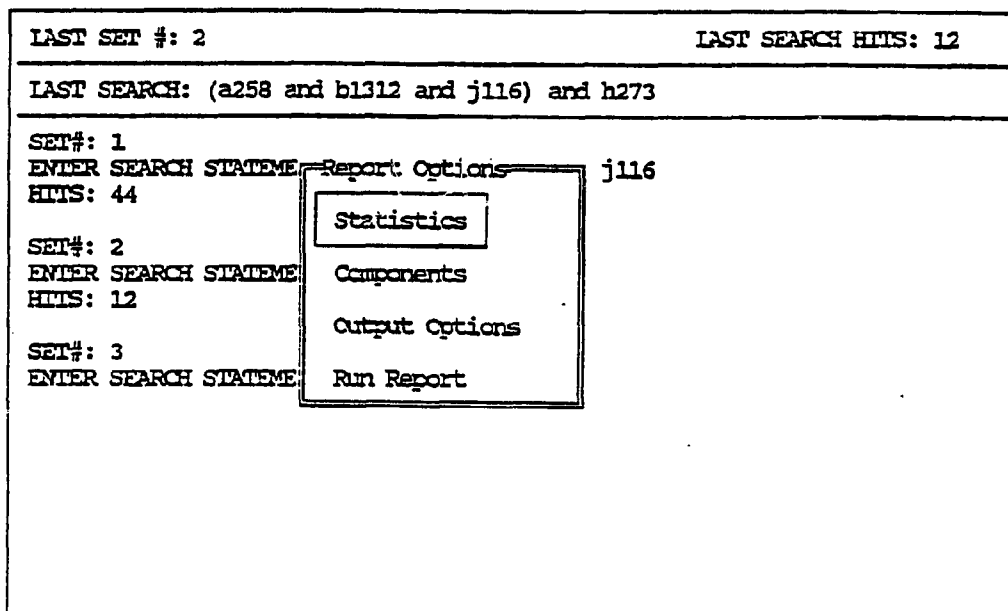 LAST SET #: 2 LAST SEARCH HITS: 12
LAST SEARCH: (a258 and b1312 and j116) and h273
SET#: 1
ENTER SEARCH STATEME Report Options j116
HITS: 44
Statistics
SET#: 2
ENTER SEARCH STATEME Components
HITS: 12
Output Options
SET#: 3
ENTER SEARCH STATEME Run Report